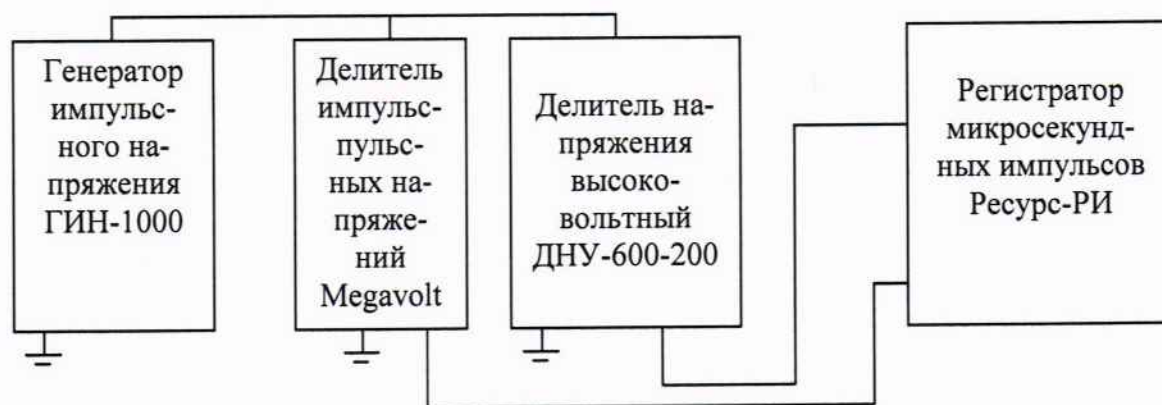 Генератор
импульс-
ного на-
пряжения
ГИН-1000
Делитель
импуьс-
пульс-
ных на-
пряже-
ний
Megavolt
Делитель на-
пряжения
высоко-
вольтный
ДНУ-600-200
Регистратор
микросекунд-
ных импульсов
Ресурс-РИ